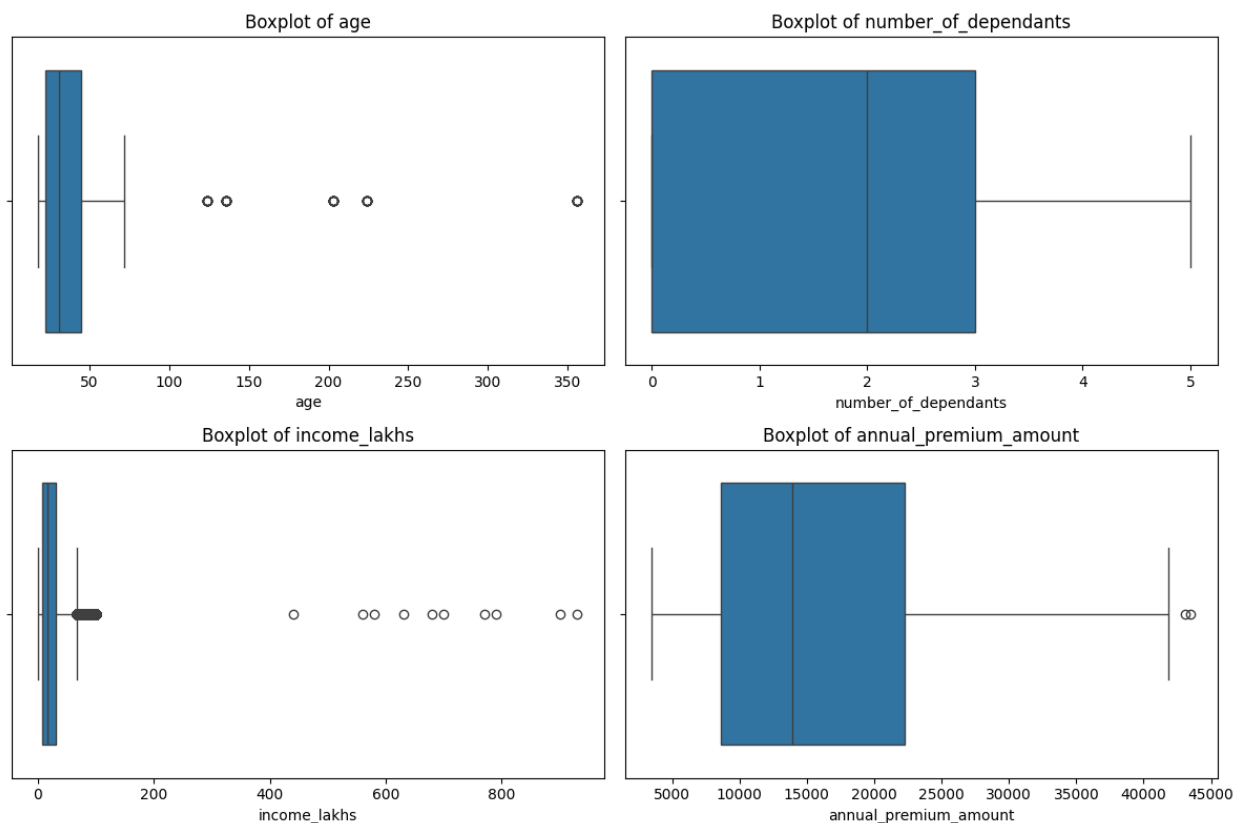 Boxplot of age
50 100 150 200 250 300 350
age
Boxplot of number_of_dependants
0 1 2 3 4 5
number_of_dependants
Boxplot of income_lakhs
0 200 400 600 800
income_lakhs
Boxplot of annual_premium_amount
5000 10000 15000 20000 25000 30000 35000 40000 45000
annual_premium_amount